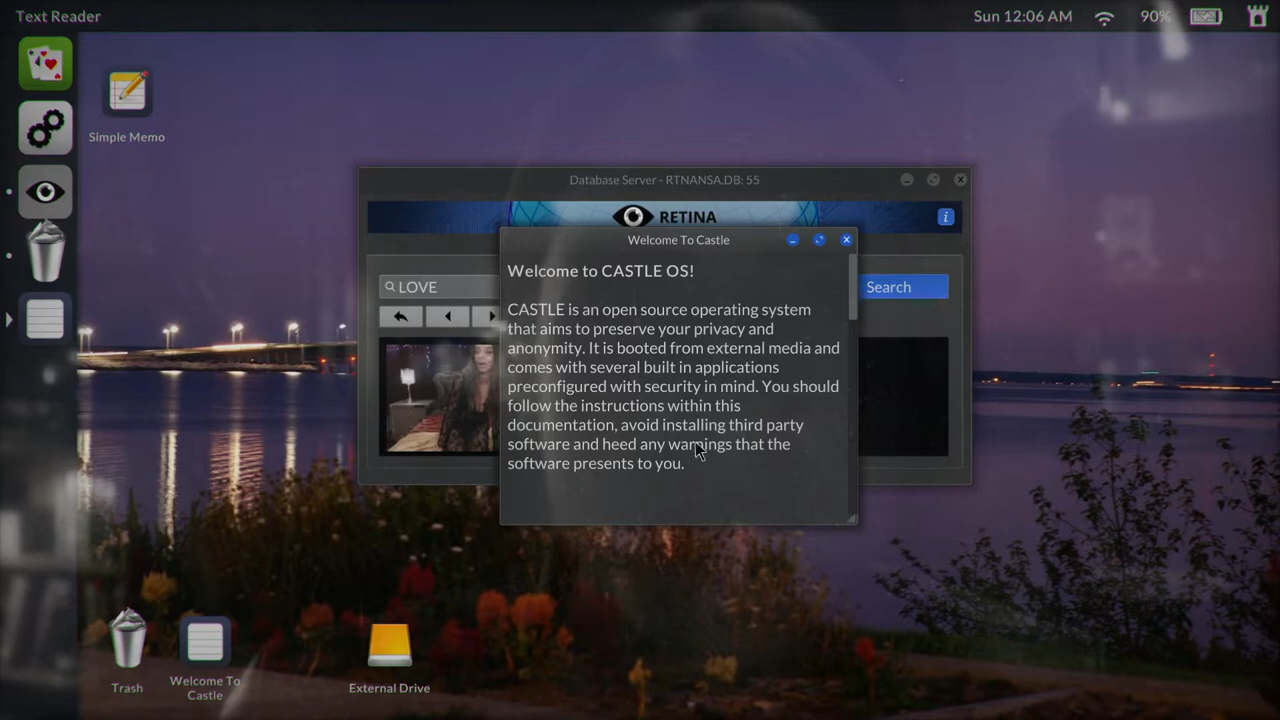 Text Reader
Sun 12:06 AM
90%
Simple Memo
Database Server - RTNANSA.DB: 55
RETINA
i
Welcome To Castle
LOVE
Search
Welcome to CASTLE OS!
CASTLE is an open source operating system
that aims to preserve your privacy and
anonymity. It is booted from external media and
comes with several built in applications
preconfigured with security in mind. You should
follow the instructions within this
documentation, avoid installing third party
software and heed any warnings that the
software presents to you.
Trash
Welcome To
Castle
External Drive